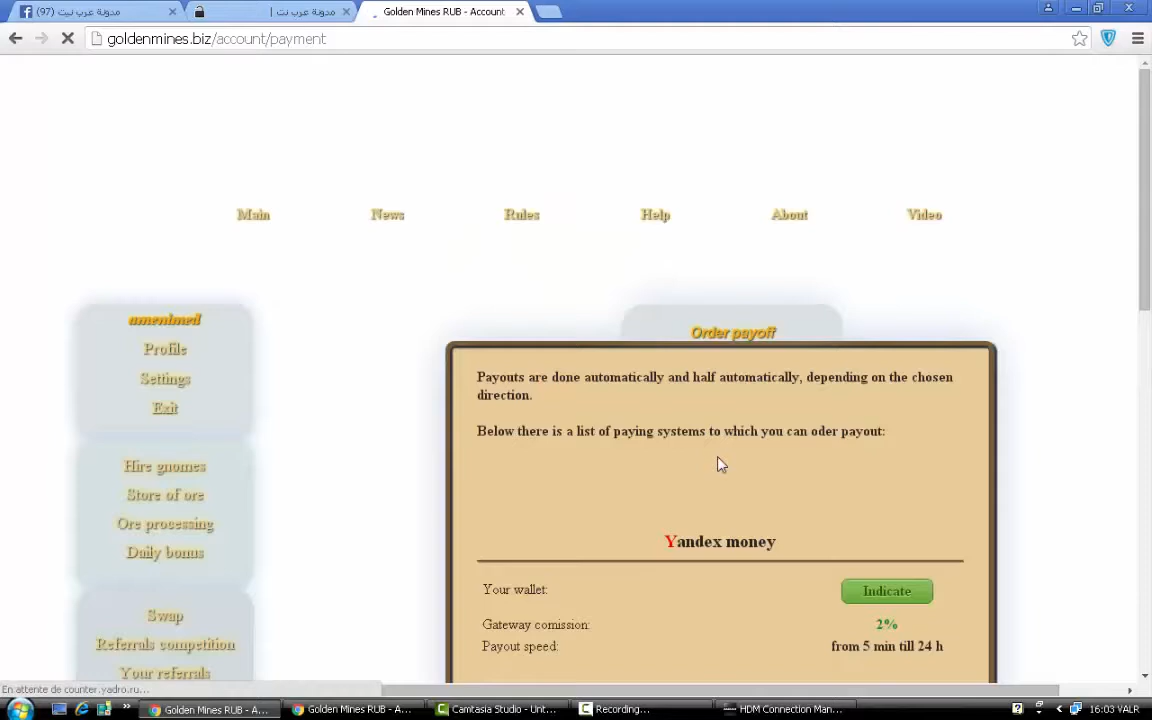 مدونة عرب نيت (97)
مدونة عرب نت |
Golden Mines RUB - Account
goldenmines.biz/account/payment
Main
News
Rules
Help
About
Video
amenimed
Profile
Settings
Exit
Hire gnomes
Store of ore
Ore processing
Daily bonus
Swap
Referrals competition
Your referrals
Order payoff
Payouts are done automatically and half automatically, depending on the chosen
direction.
Below there is a list of paying systems to which you can oder payout:
Yandex money
Your wallet:
Indicate
Gateway comission:
2%
Payout speed:
from 5 min till 24 h
En attente de counter.yadro.ru...
Golden Mines RUB - A...
Golden Mines RUB - A...
Camtasia Studio - Unt...
Recording...
HDM Connection Man...
16:03 VALR